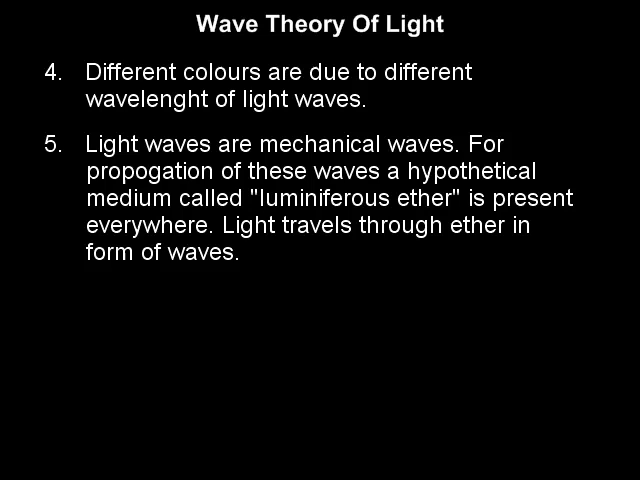 Wave Theory Of Light
4. Different colours are due to different
wavelenght of light waves.
5. Light waves are mechanical waves. For
propogation of these waves a hypothetical
medium called "luminiferous ether" is present
everywhere. Light travels through ether in
form of waves.